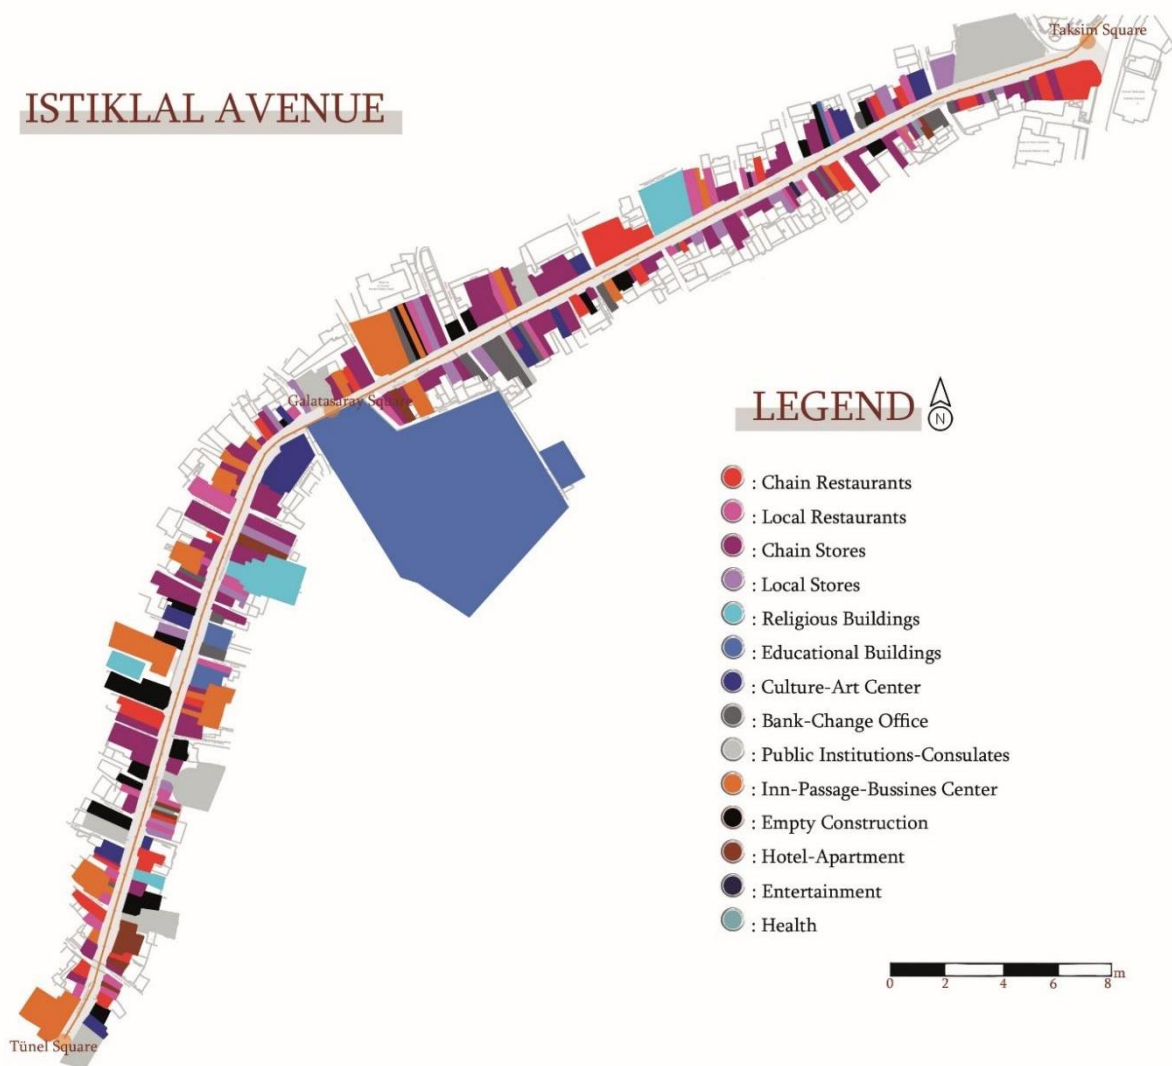 Taksim Square
ISTIKLAL AVENUE
Galatasaray Square
LEGEND
N
: Chain Restaurants
: Local Restaurants
: Chain Stores
: Local Stores
: Religious Buildings
: Educational Buildings
: Culture-Art Center
: Bank-Change Office
: Public Institutions-Consulates
: Inn-Passage-Bussines Center
: Empty Construction
: Hotel-Apartment
: Entertainment
: Health
m
0 2 4 6 8
Tünel Square